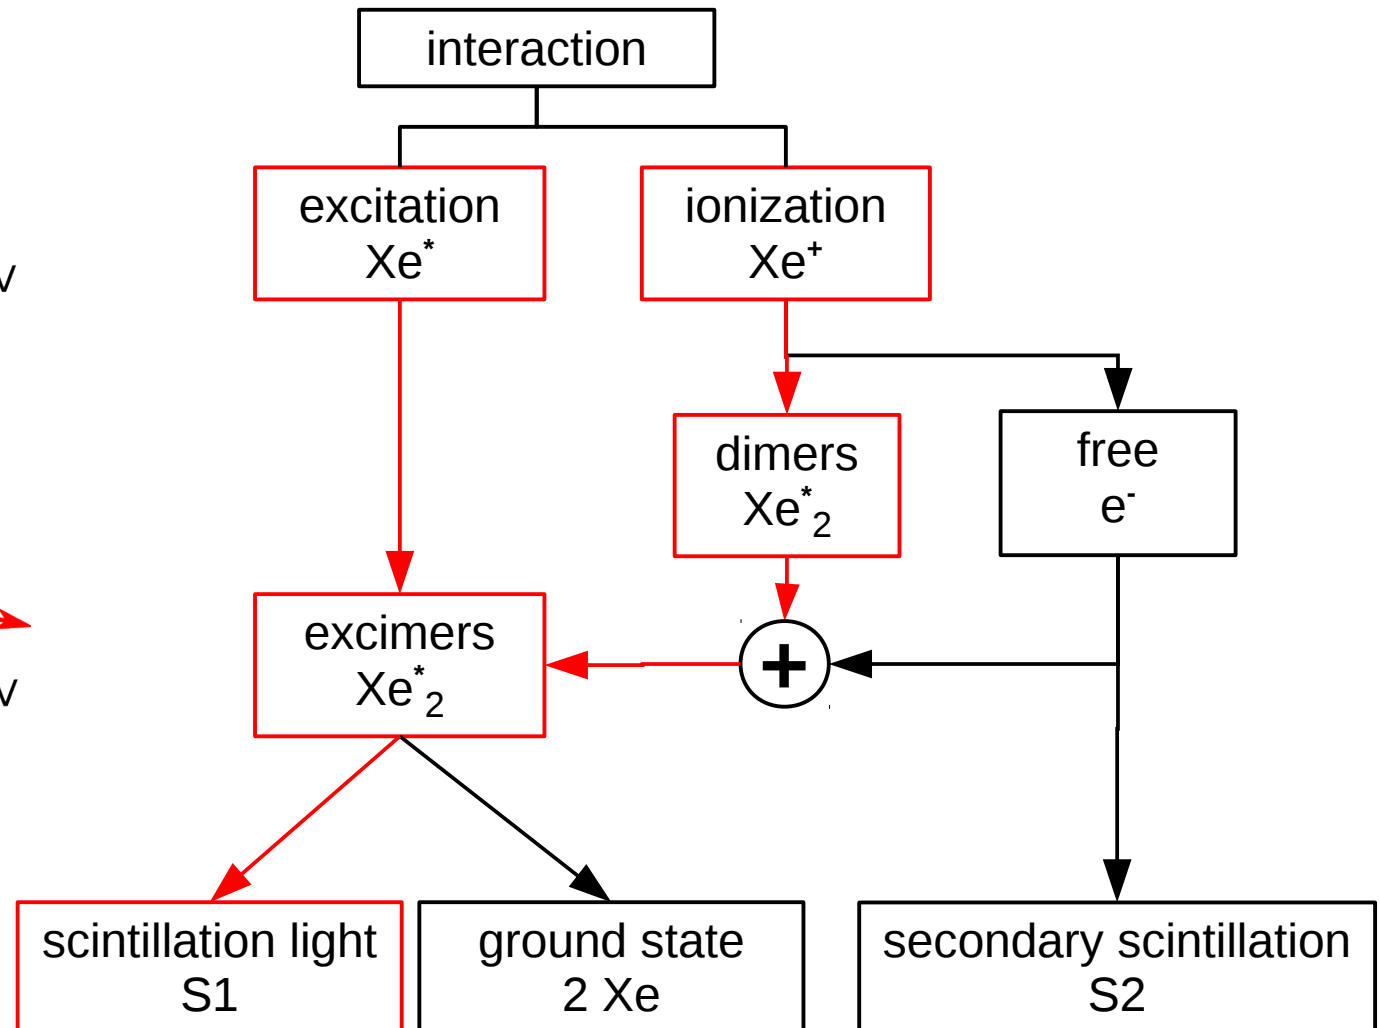 interaction
excitation
Xe*
ionization
Xe⁺
V
dimers
Xe*₂
free
e⁻
excimers
Xe*₂
+
V
scintillation light
S1
ground state
2 Xe
secondary scintillation
S2